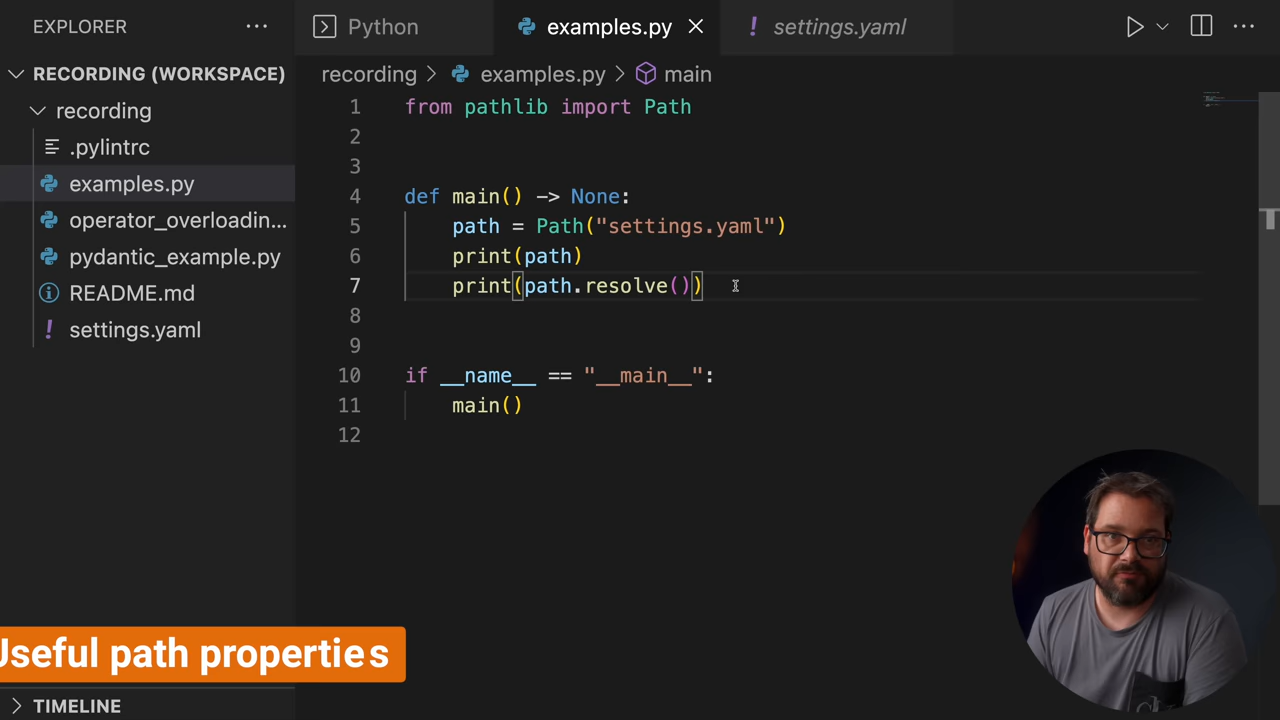 EXPLORER
Python
examples.py
settings.yaml
RECORDING (WORKSPACE)
recording
.pylintrc
examples.py
operator_overloadin...
pydantic_example.py
README.md
settings.yaml
TIMELINE
recording > examples.py > main
1 from pathlib import Path
2
3
4 def main() -> None:
5 path = Path("settings.yaml")
6 print(path)
7 print(path.resolve())
8
9
10 if __name__ == "__main__":
11 main()
12
Useful path properties